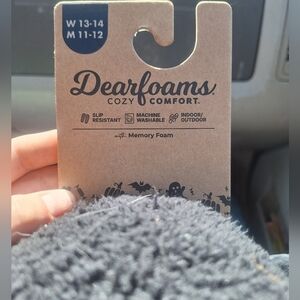 W 13-14
M 11-12
Dearfoams
COZY COMFORT.
SLIP RESISTANT
MACHINE WASHABLE
INDOOR/ OUTDOOR
with Memory Foam